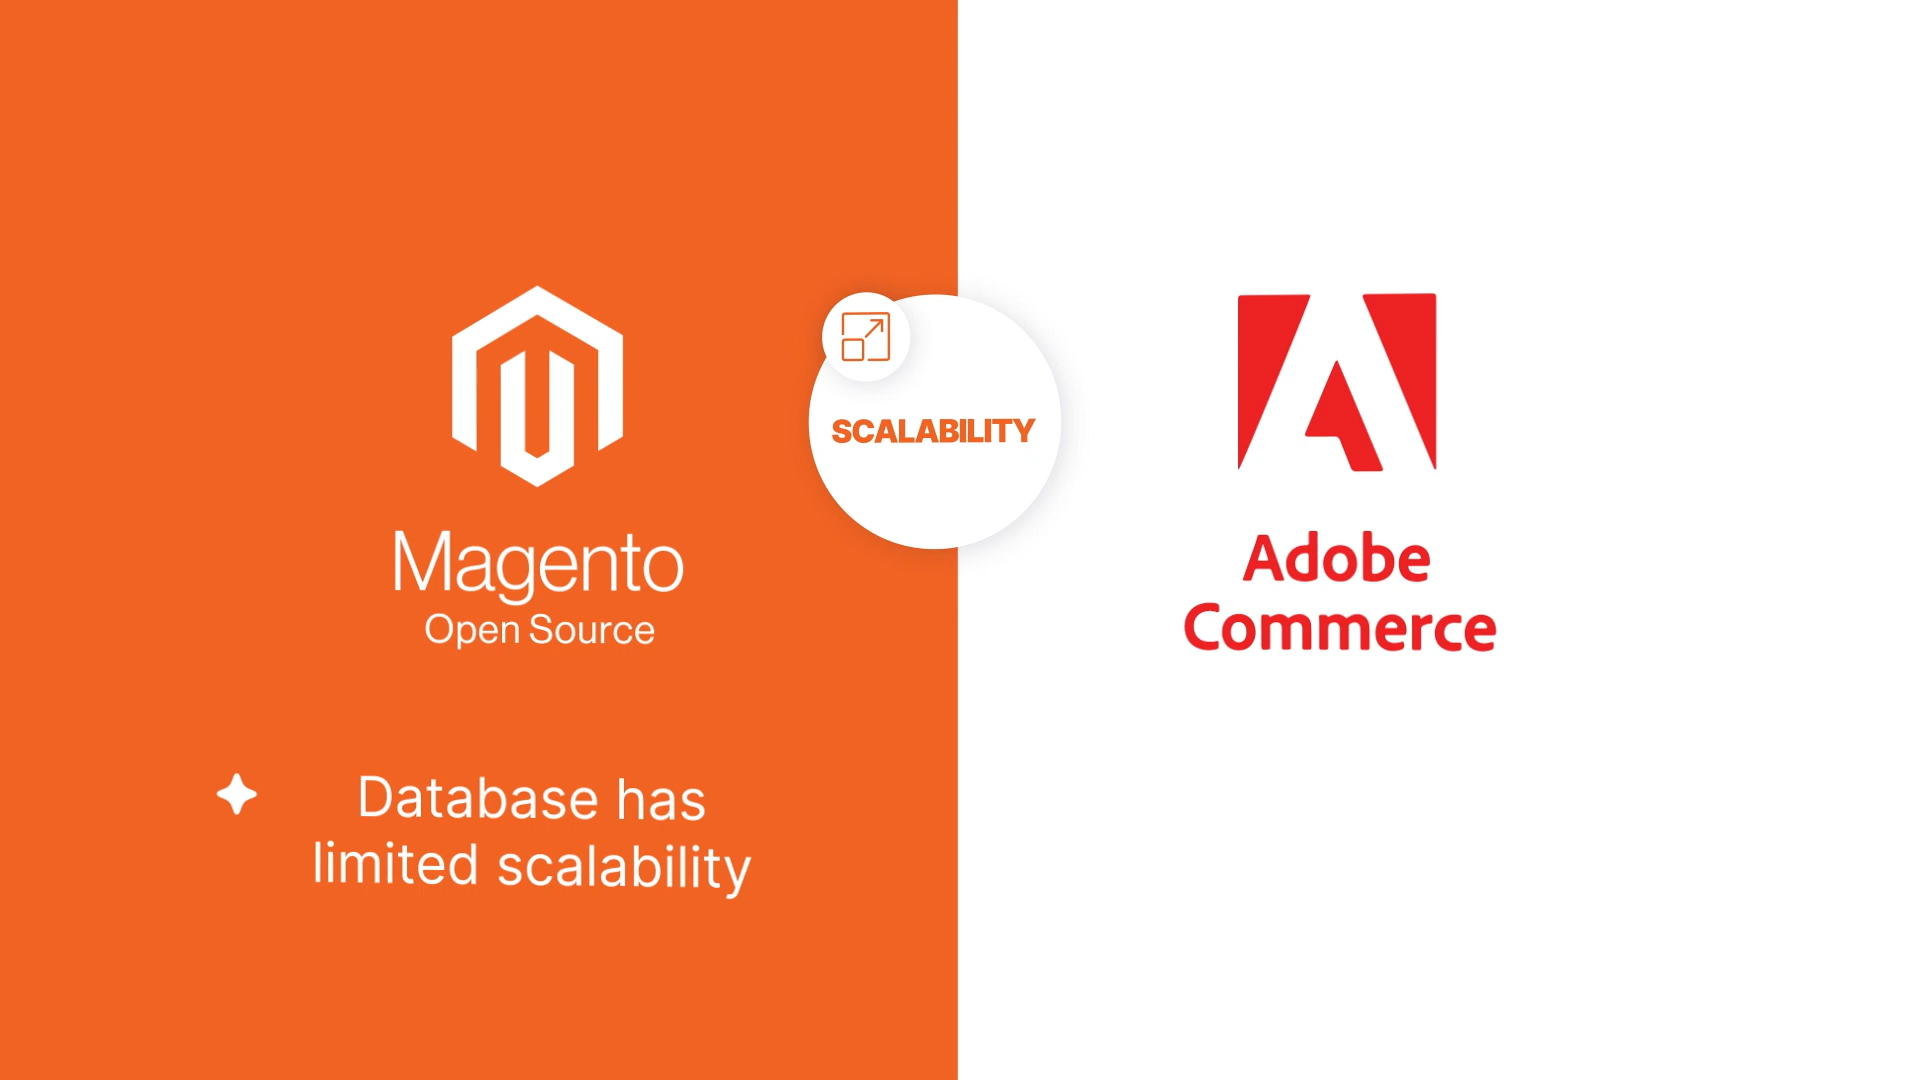 SCALABILITY
Magento
Open Source
Database has
limited scalability
Adobe
Commerce